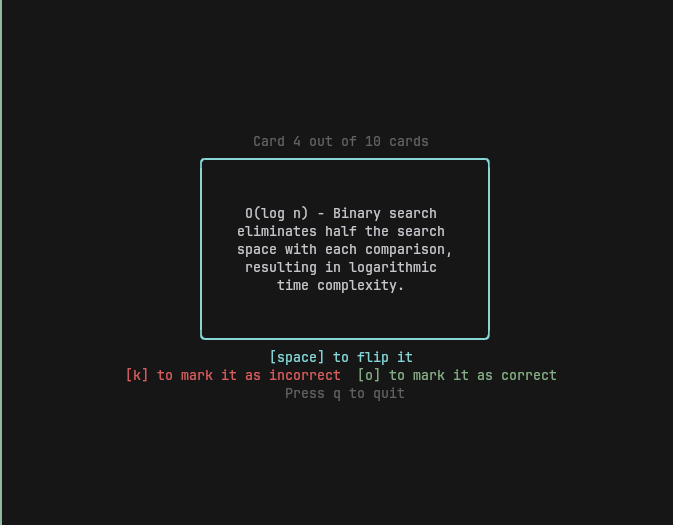 Card 4 out of 10 cards
O(log n) - Binary search
eliminates half the search
space with each comparison,
resulting in logarithmic
time complexity.
[space] to flip it
[k] to mark it as incorrect  [o] to mark it as correct
Press q to quit